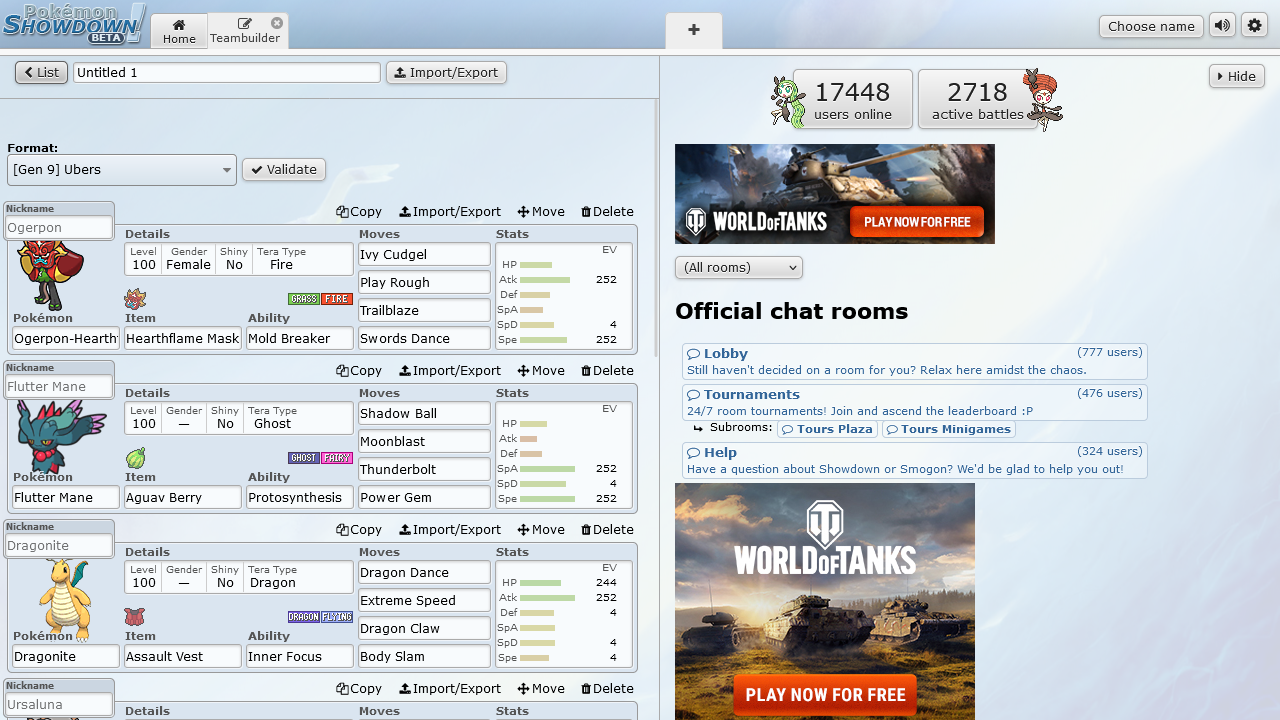 Pokémon
SHOWDOWN!
BETA
Home
Teambuilder
+
Choose name
List
Untitled 1
Import/Export
17448
users online
2718
active battles
Hide
Format:
[Gen 9] Ubers
Validate
WORLD OF TANKS
PLAY NOW FOR FREE
(All rooms)
Official chat rooms
Lobby
(777 users)
Still haven't decided on a room for you? Relax here amidst the chaos.
Tournaments
(476 users)
24/7 room tournaments! Join and ascend the leaderboard :P
Subrooms: Tours Plaza Tours Minigames
Help
(324 users)
Have a question about Showdown or Smogon? We'd be glad to help you out!
WORLD OF TANKS
PLAY NOW FOR FREE
Nickname
Ogerpon
Copy Import/Export Move Delete
Details Moves Stats
Level Gender Shiny Tera Type
100 Female No Fire
Ivy Cudgel
Play Rough
Trailblaze
Swords Dance
EV
HP
Atk 252
Def
SpA
SpD 4
Spe 252
GRASS FIRE
Pokémon Item Ability
Ogerpon-Hearth Hearthflame Mask Mold Breaker
Nickname
Flutter Mane
Copy Import/Export Move Delete
Details Moves Stats
Level Gender Shiny Tera Type
100 — No Ghost
Shadow Ball
Moonblast
Thunderbolt
Power Gem
EV
HP
Atk
Def
SpA 252
SpD 4
Spe 252
GHOST FAIRY
Pokémon Item Ability
Flutter Mane Aguav Berry Protosynthesis
Nickname
Dragonite
Copy Import/Export Move Delete
Details Moves Stats
Level Gender Shiny Tera Type
100 — No Dragon
Dragon Dance
Extreme Speed
Dragon Claw
Body Slam
EV
HP 244
Atk 252
Def 4
SpA
SpD 4
Spe 4
DRAGON FLYING
Pokémon Item Ability
Dragonite Assault Vest Inner Focus
Nickname
Ursaluna
Copy Import/Export Move Delete
Details Moves Stats
Level Gender Shiny Tera Type
EV